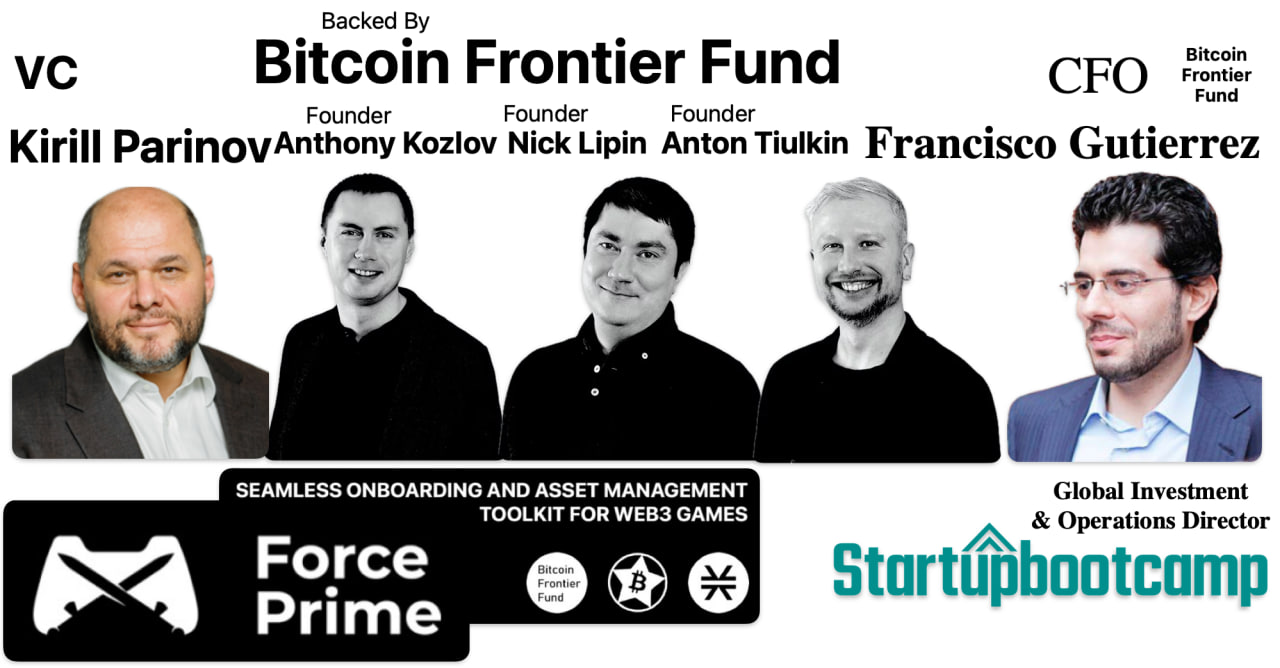 Backed By
Bitcoin Frontier Fund
VC
CFO
Bitcoin
Frontier
Fund
Founder
Founder
Founder
Kirill Parinov
Anthony Kozlov
Nick Lipin
Anton Tiulkin
Francisco Gutierrez
SEAMLESS ONBOARDING AND ASSET MANAGEMENT
TOOLKIT FOR WEB3 GAMES
Force
Prime
Bitcoin
Frontier
Fund
B
Global Investment
& Operations Director
Startupbootcamp